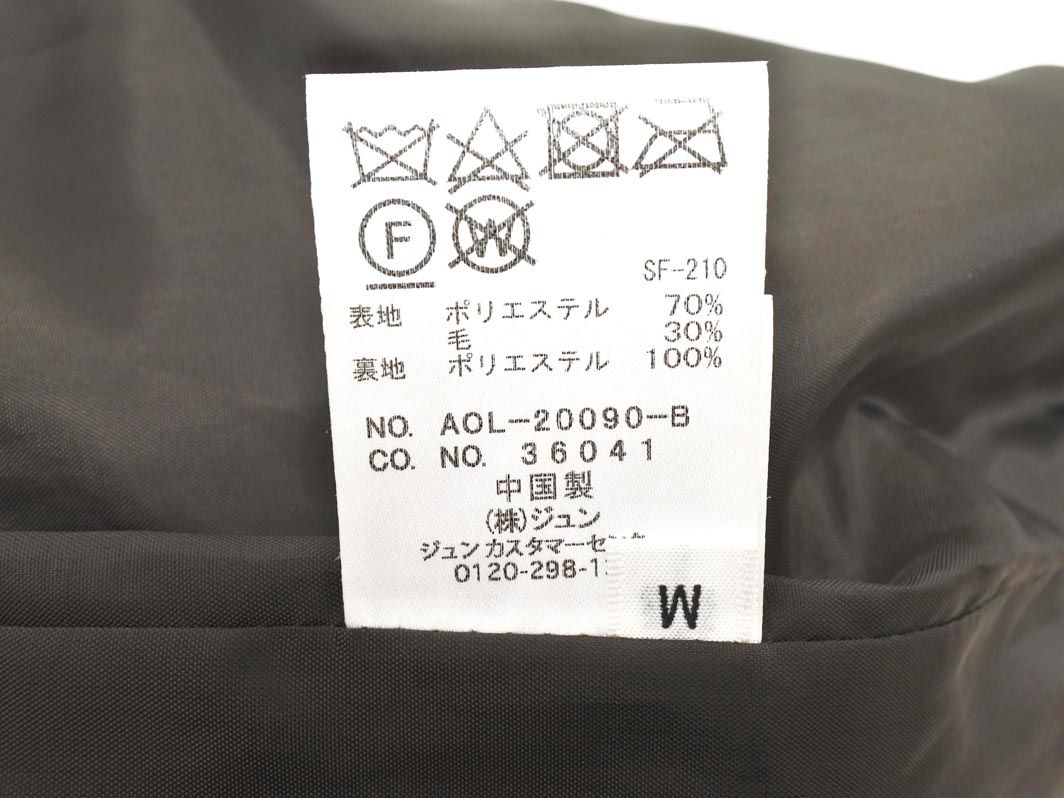 F W
SF-210
表地 ポリエステル 70%
毛 30%
裏地 ポリエステル 100%
NO. AOL-20090-B
CO. NO. 36041
中国製
(株)ジュン
ジュンカスタマーセン
0120-298-1
M